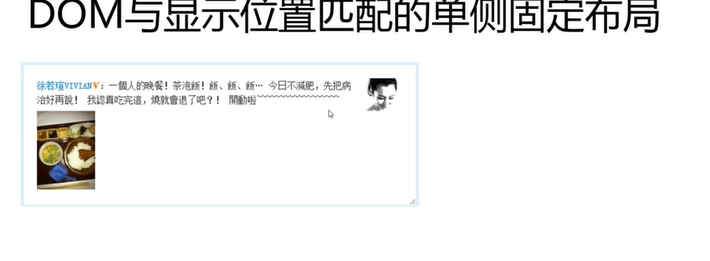 DOM与显示位置匹配的单侧固定布局
徐若瑄VIVIANV：一個人的晚餐！茶泡飯！飯、飯、飯… 今日不減肥，先把病
治好再說！ 我認真吃完這，燒就會退了吧？！ 開動啦~~~~~~~~~~~~~~~~